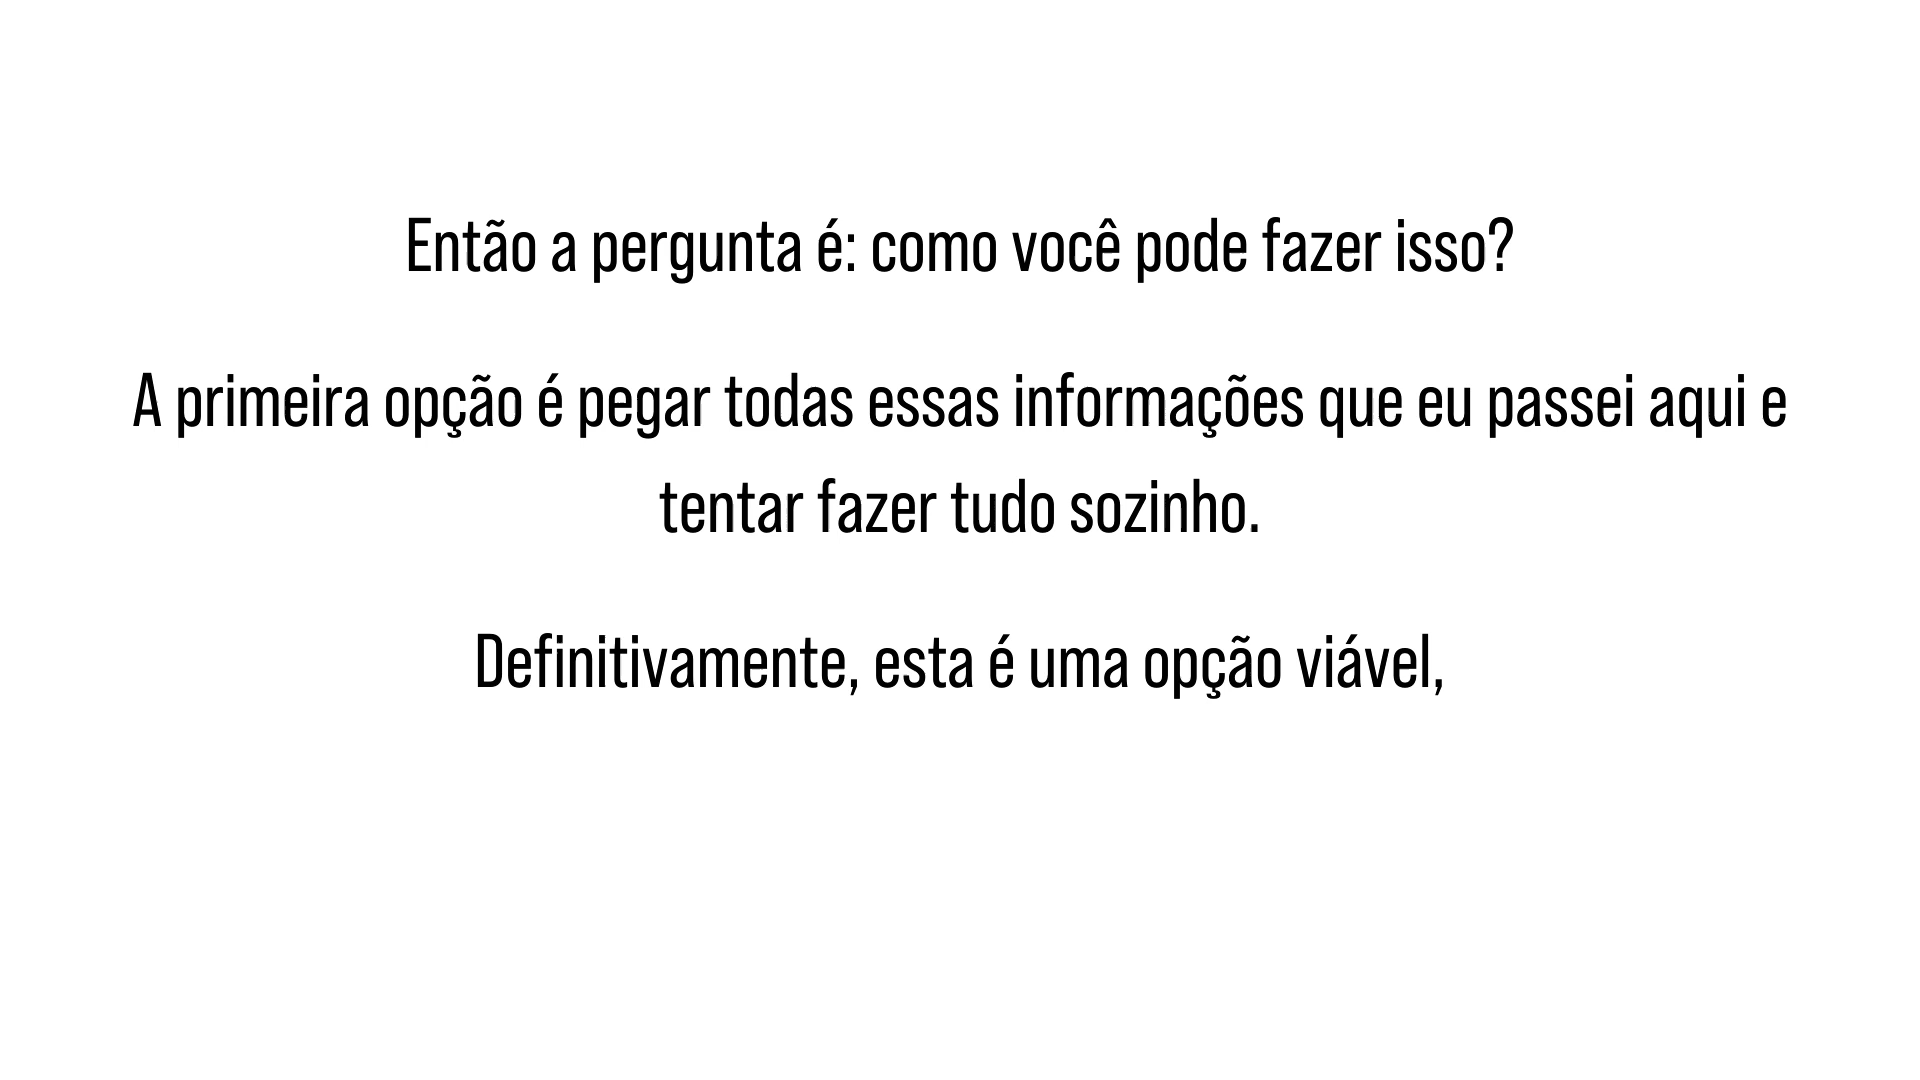 Então a pergunta é: como você pode fazer isso?
A primeira opção é pegar todas essas informações que eu passei aqui e
tentar fazer tudo sozinho.
Definitivamente, esta é uma opção viável,